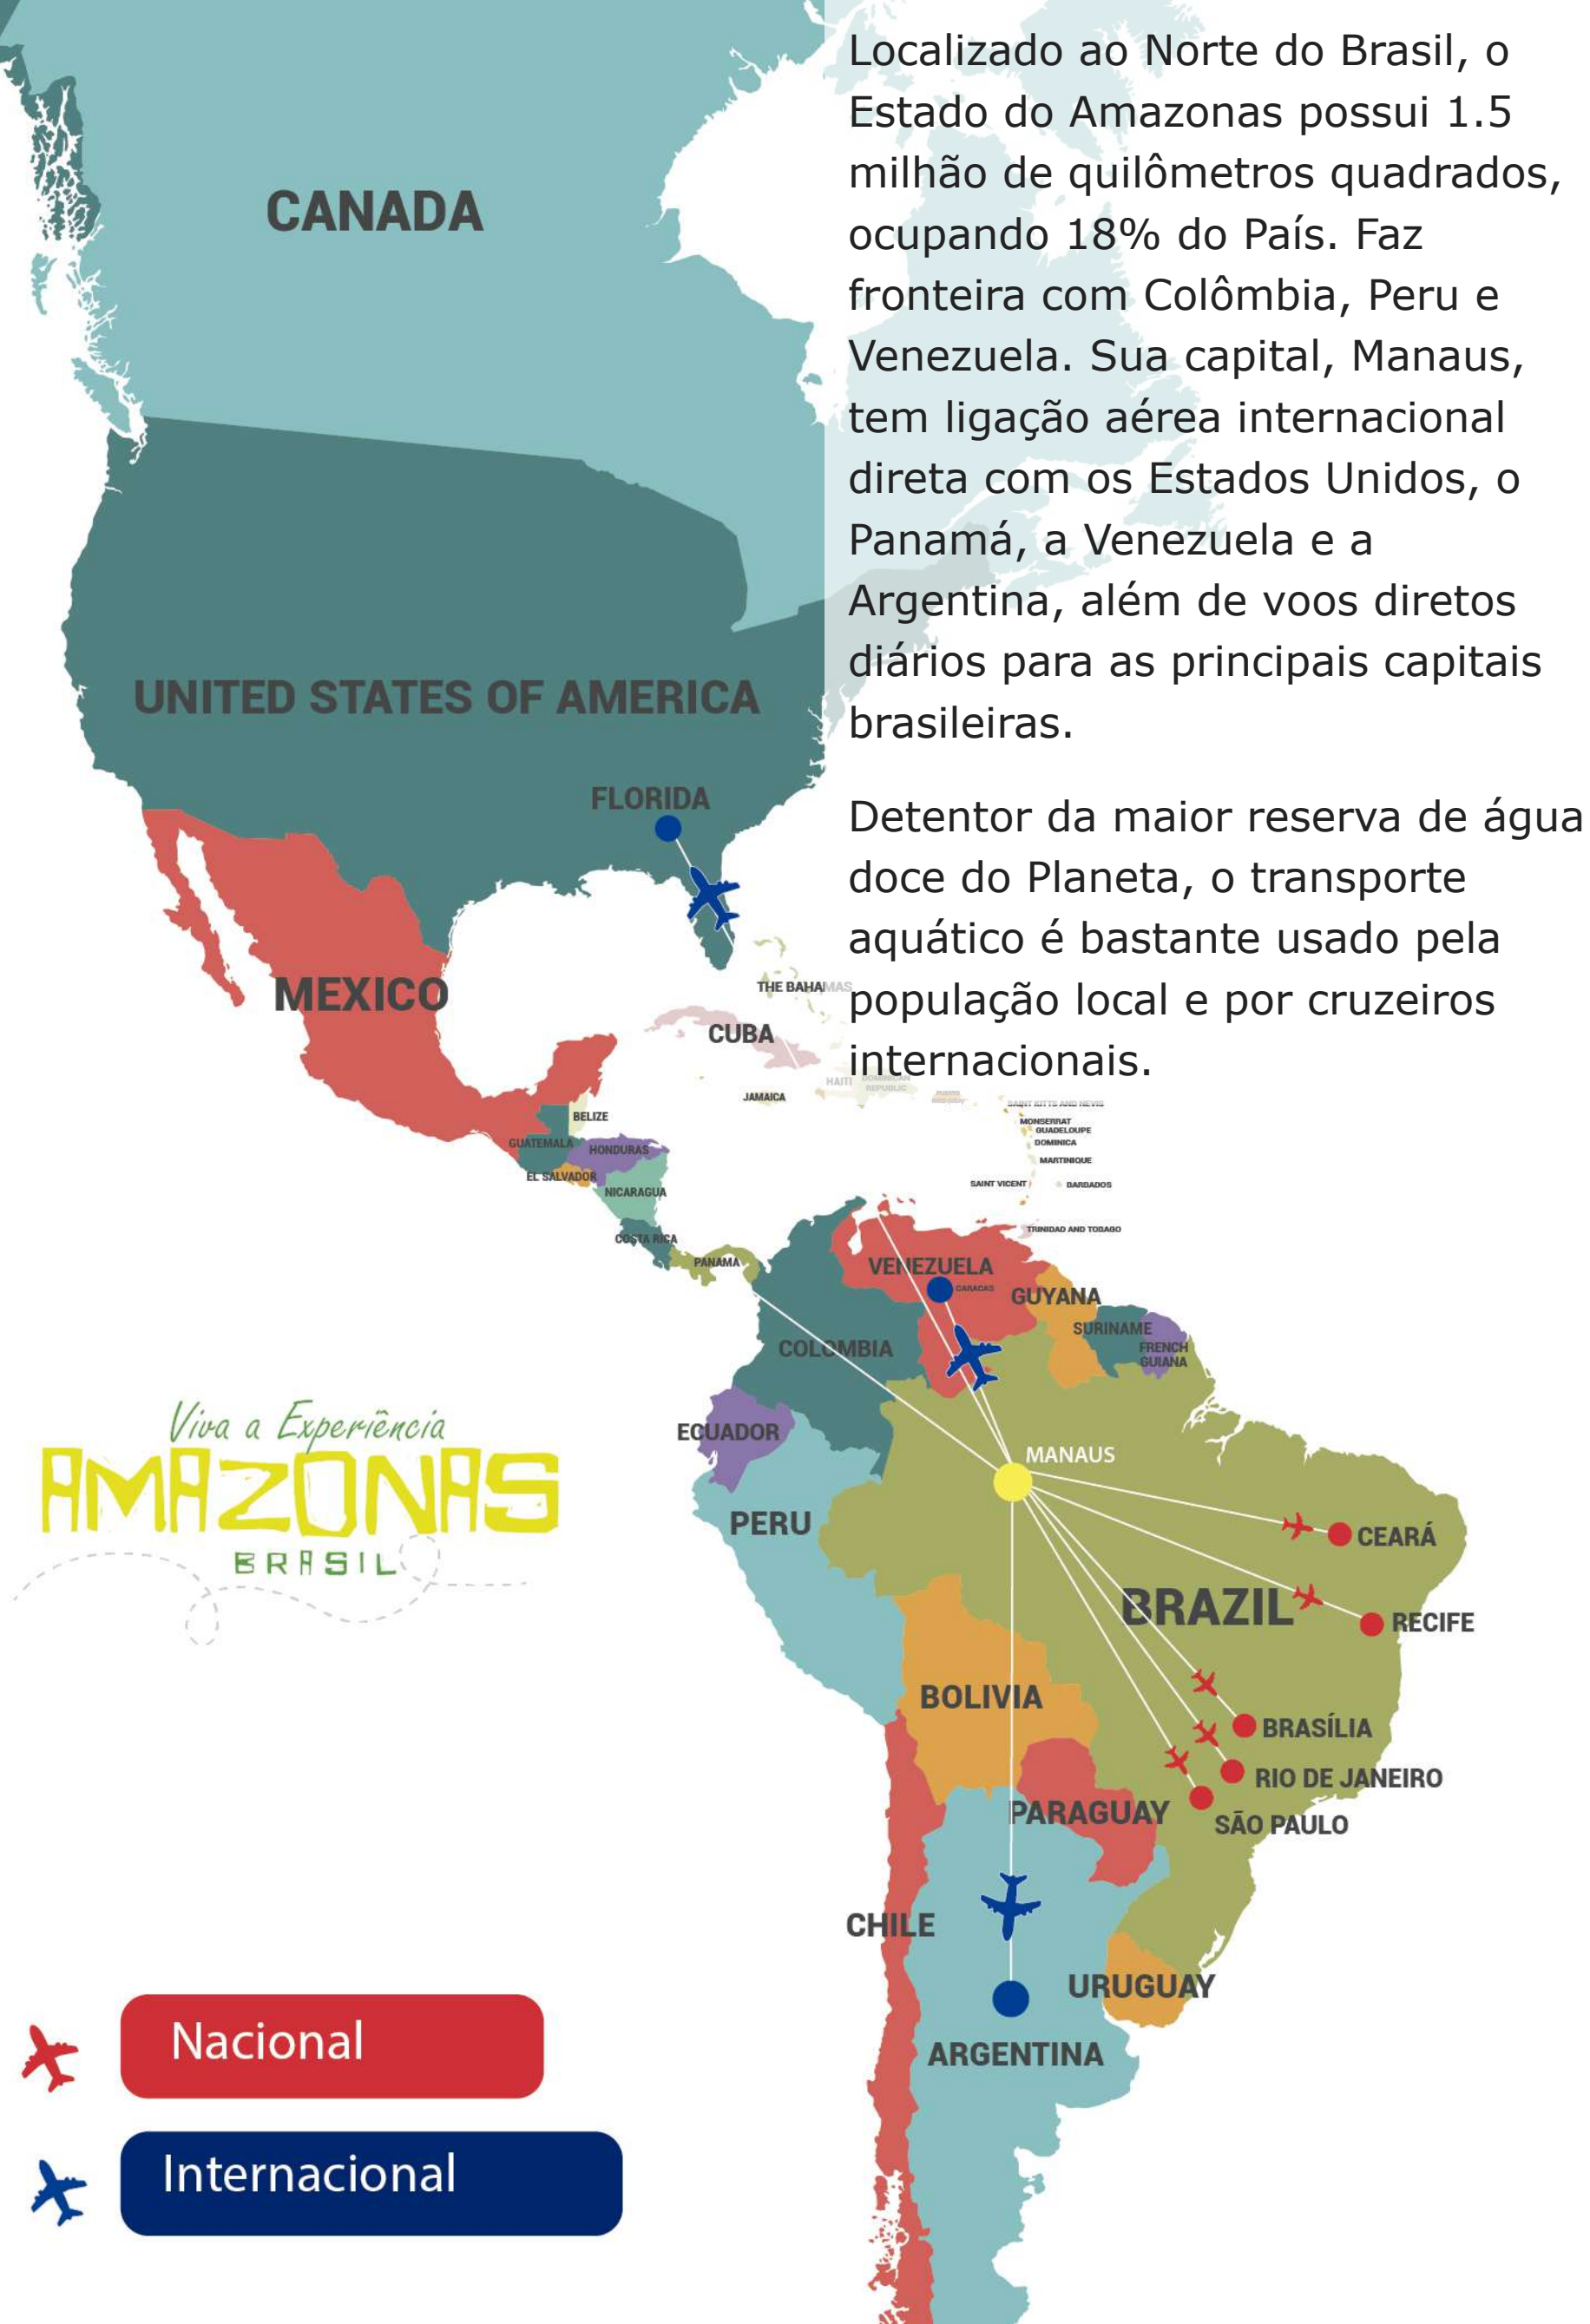 Localizado ao Norte do Brasil, o
Estado do Amazonas possui 1.5
milhão de quilômetros quadrados,
ocupando 18% do País. Faz
fronteira com Colômbia, Peru e
Venezuela. Sua capital, Manaus,
tem ligação aérea internacional
direta com os Estados Unidos, o
Panamá, a Venezuela e a
Argentina, além de voos diretos
diários para as principais capitais
brasileiras.
Detentor da maior reserva de água
doce do Planeta, o transporte
aquático é bastante usado pela
população local e por cruzeiros
internacionais.
CANADA
UNITED STATES OF AMERICA
FLORIDA
MEXICO
THE BAHAMAS
CUBA
HAITI
DOMINICAN
REPUBLIC
JAMAICA
SAINT KITTS AND NEVIS
MONSERRAT
GUADELOUPE
DOMINICA
MARTINIQUE
SAINT VICENT
BARBADOS
TRINIDAD AND TOBAGO
BELIZE
GUATEMALA
HONDURAS
EL SALVADOR
NICARAGUA
COSTA RICA
PANAMA
VENEZUELA
CARACAS
GUYANA
SURINAME
FRENCH
GUIANA
COLOMBIA
ECUADOR
MANAUS
PERU
CEARÁ
BRAZIL
RECIFE
BOLIVIA
BRASÍLIA
RIO DE JANEIRO
PARAGUAY
SÃO PAULO
CHILE
URUGUAY
ARGENTINA
Viva a Experiência
AMAZONAS
BRASIL
Nacional
Internacional